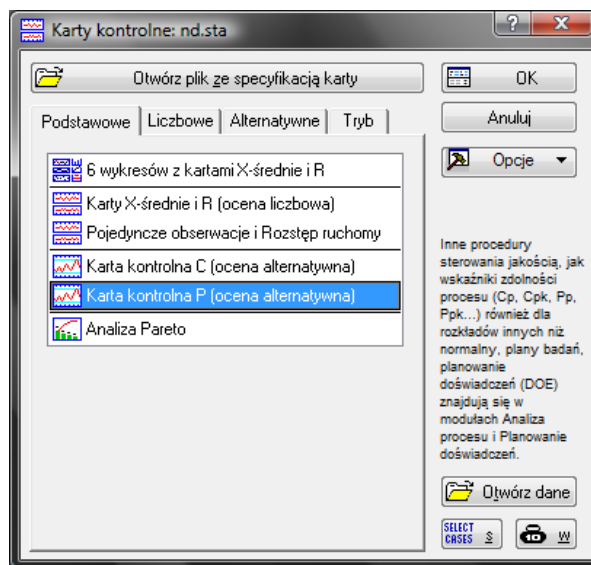 Karty kontrolne: nd.sta
Otwórz plik ze specyfikacją karty
OK
Podstawowe Liczbowe Alternatywne Tryb
Anuluj
Opcje
6 wykresów z kartami X-średnie i R
Karty X-średnie i R (ocena liczbowa)
Pojedyncze obserwacje i Rozstęp ruchomy
Karta kontrolna C (ocena alternatywna)
Karta kontrolna P (ocena alternatywna)
Analiza Pareto
Inne procedury
sterowania jakością, jak
wskaźniki zdolności
procesu (Cp, Cpk, Pp,
Ppk...) również dla
rozkładów innych niż
normalny, plany badań,
planowanie
doświadczeń (DOE)
znajdują się w
modułach Analiza
procesu i Planowanie
doświadczeń.
Otwórz dane
SELECT
CASES S
W